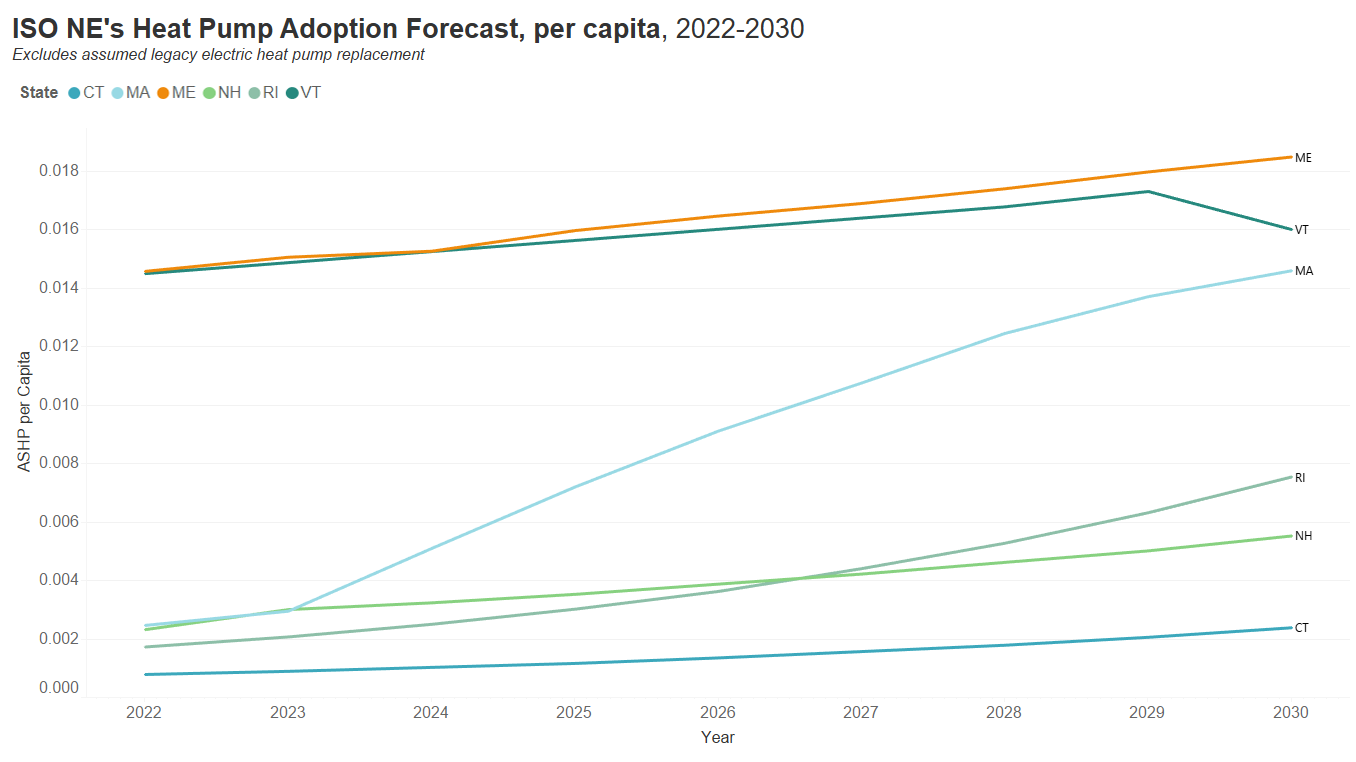 ISO NE's Heat Pump Adoption Forecast, per capita, 2022-2030
Excludes assumed legacy electric heat pump replacement
State CT MA ME NH RI VT
ASHP per Capita
0.018
0.016
0.014
0.012
0.010
0.008
0.006
0.004
0.002
0.000
ME
VT
MA
RI
NH
CT
2022 2023 2024 2025 2026 2027 2028 2029 2030
Year